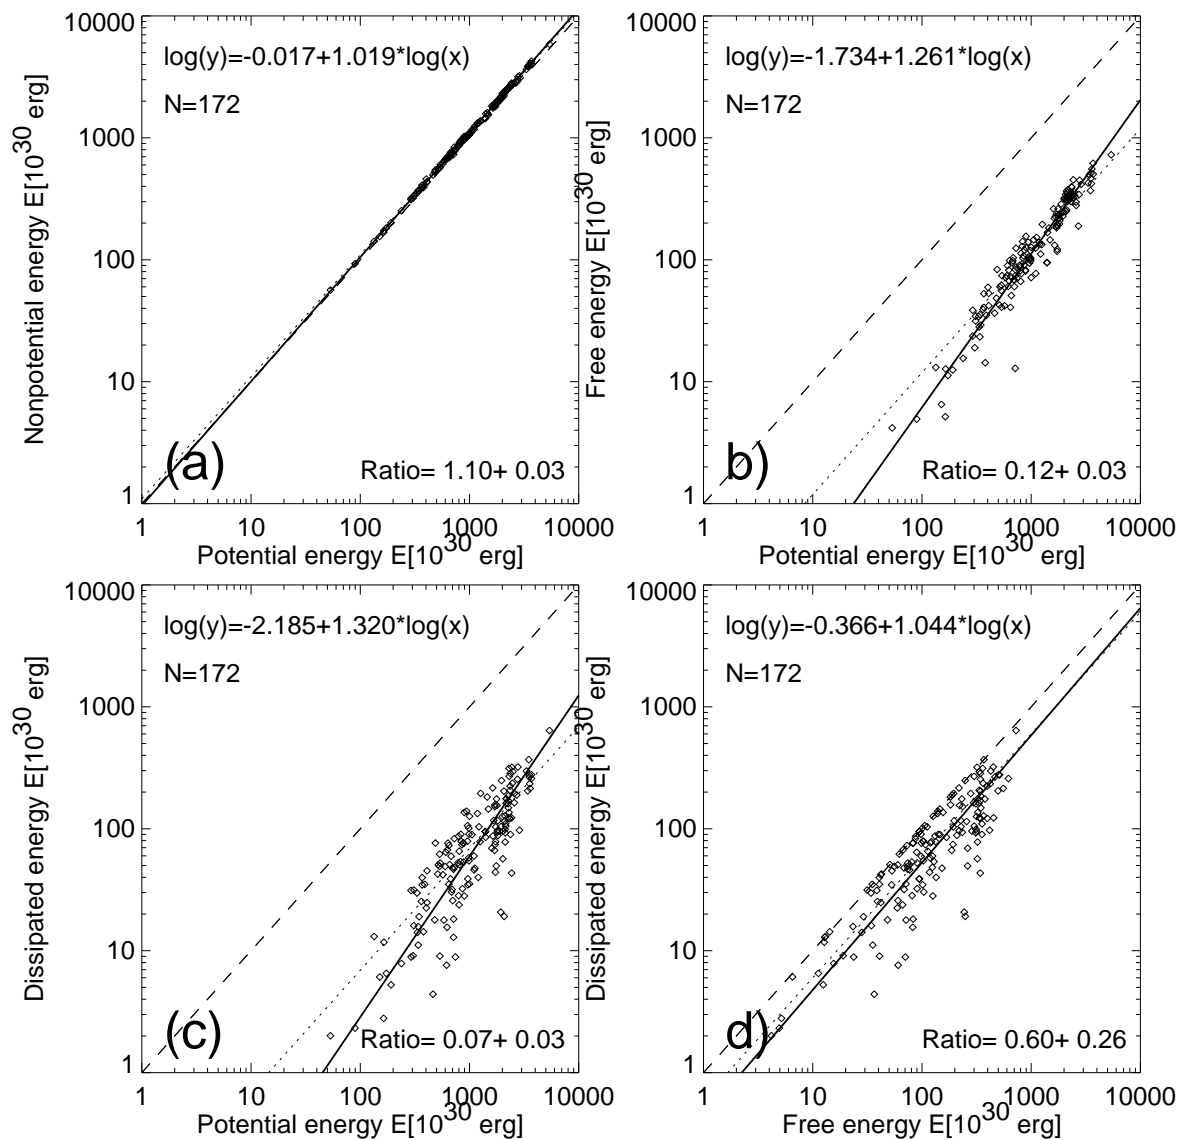 10000
1000
100
10
1
Nonpotential energy E[10^30 erg]
log(y)=-0.017+1.019*log(x)
N=172
(a)
Ratio= 1.10+ 0.03
1 10 100 1000 10000
Potential energy E[10^30 erg]
10000
1000
100
10
1
Free energy E[10^30 erg]
log(y)=-1.734+1.261*log(x)
N=172
b)
Ratio= 0.12+ 0.03
1 10 100 1000 10000
Potential energy E[10^30 erg]
10000
1000
100
10
1
Dissipated energy E[10^30 erg]
log(y)=-2.185+1.320*log(x)
N=172
(c)
Ratio= 0.07+ 0.03
1 10 100 1000 10000
Potential energy E[10^30 erg]
10000
1000
100
10
1
Dissipated energy E[10^30 erg]
log(y)=-0.366+1.044*log(x)
N=172
d)
Ratio= 0.60+ 0.26
1 10 100 1000 10000
Free energy E[10^30 erg]